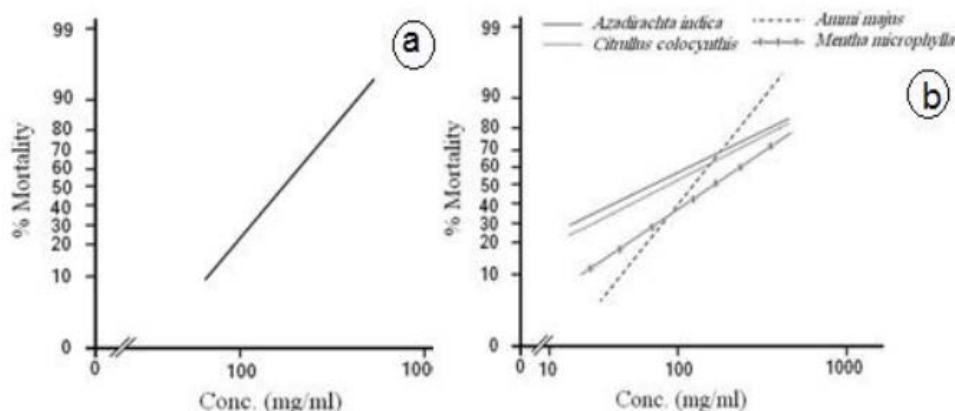 a
99
90
80
70
60
50
40
30
20
10
0
% Mortality
0
100
100
Conc. (mg/ml)
Azadirachta indica
Citrullus colocynthis
Ammi majus
Mentha microphylla
b
99
90
80
70
60
50
40
30
20
10
0
% Mortality
0
10
100
1000
Conc. (mg/ml)